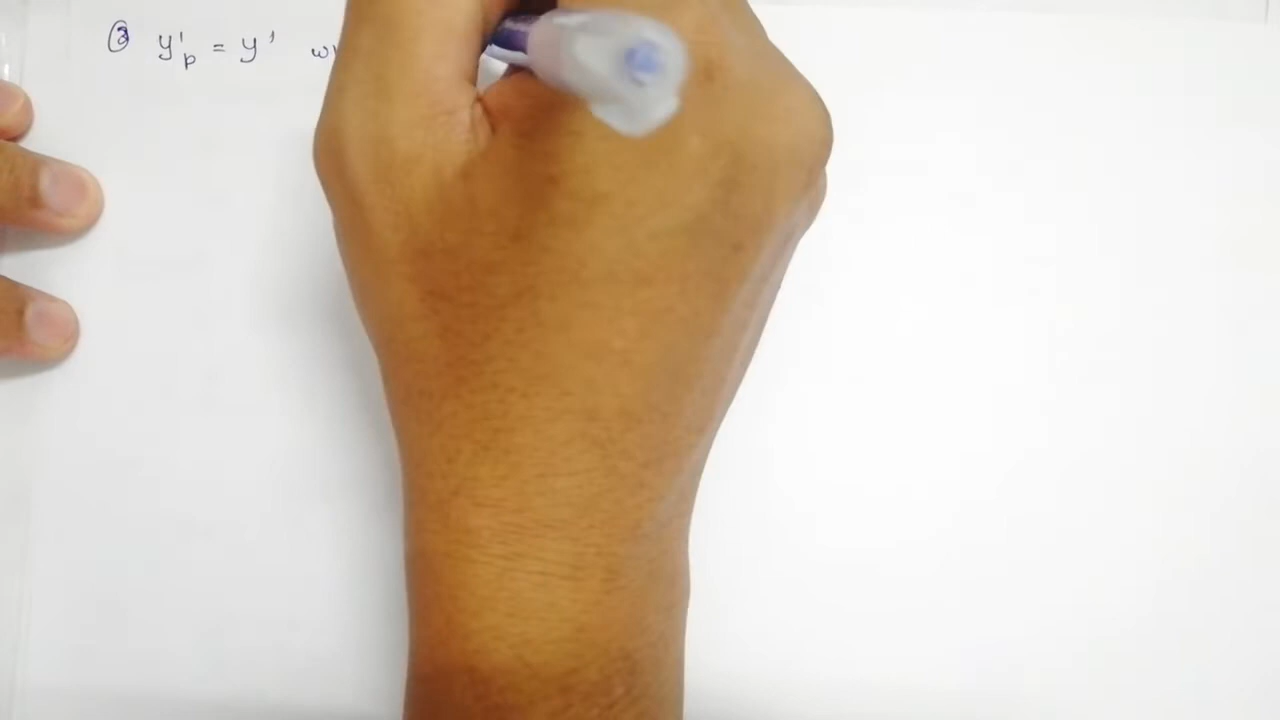 ③ y'p = y'